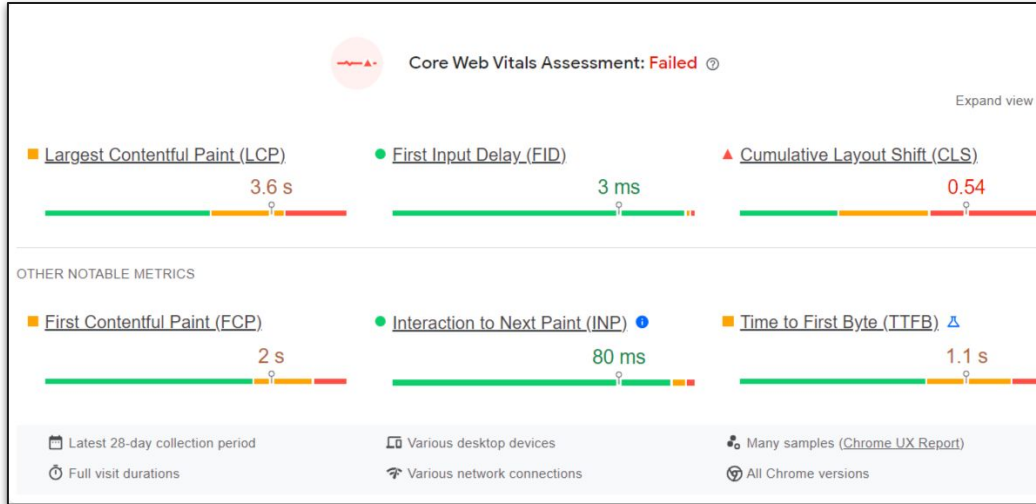 Core Web Vitals Assessment: Failed
Expand view
Largest Contentful Paint (LCP)
3.6 s
First Input Delay (FID)
3 ms
Cumulative Layout Shift (CLS)
0.54
OTHER NOTABLE METRICS
First Contentful Paint (FCP)
2 s
Interaction to Next Paint (INP)
80 ms
Time to First Byte (TTFB)
1.1 s
Latest 28-day collection period
Various desktop devices
Many samples (Chrome UX Report)
Full visit durations
Various network connections
All Chrome versions